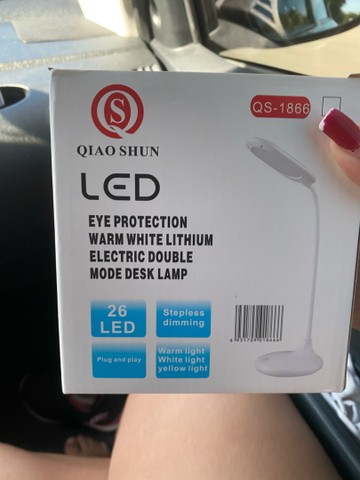 S
QIAO SHUN
QS-1866
LED
EYE PROTECTION
WARM WHITE LITHIUM
ELECTRIC DOUBLE
MODE DESK LAMP
26
LED
Stepless
dimming
Plug and play
Warm light
White light
yellow light